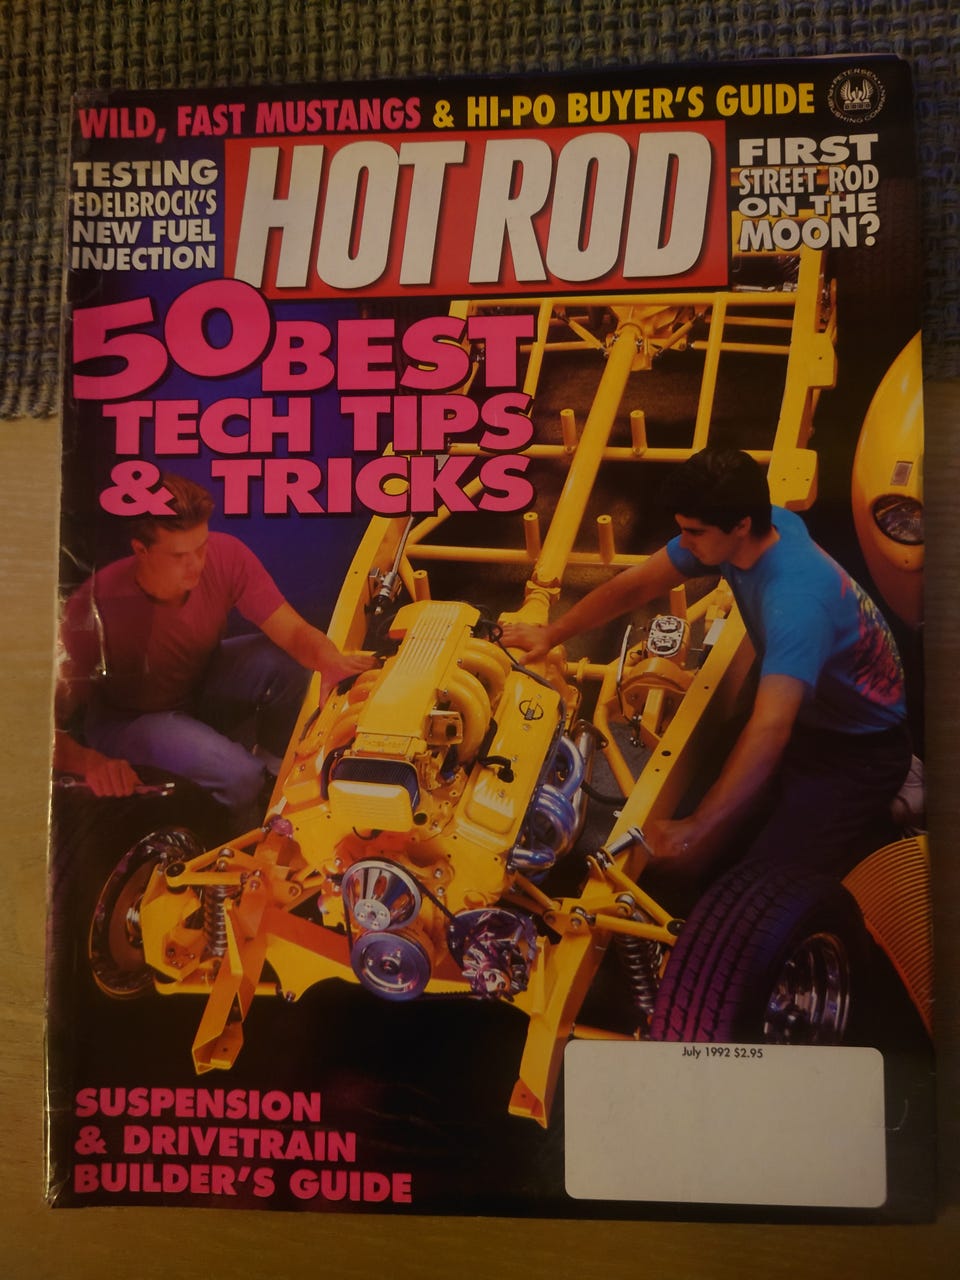 WILD, FAST MUSTANGS & HI-PO BUYER'S GUIDE
TESTING
EDELBROCK'S
NEW FUEL
INJECTION
HOT ROD
FIRST
STREET ROD
ON THE
MOON?
50 BEST
TECH TIPS
& TRICKS
July 1992 $2.95
SUSPENSION
& DRIVETRAIN
BUILDER'S GUIDE